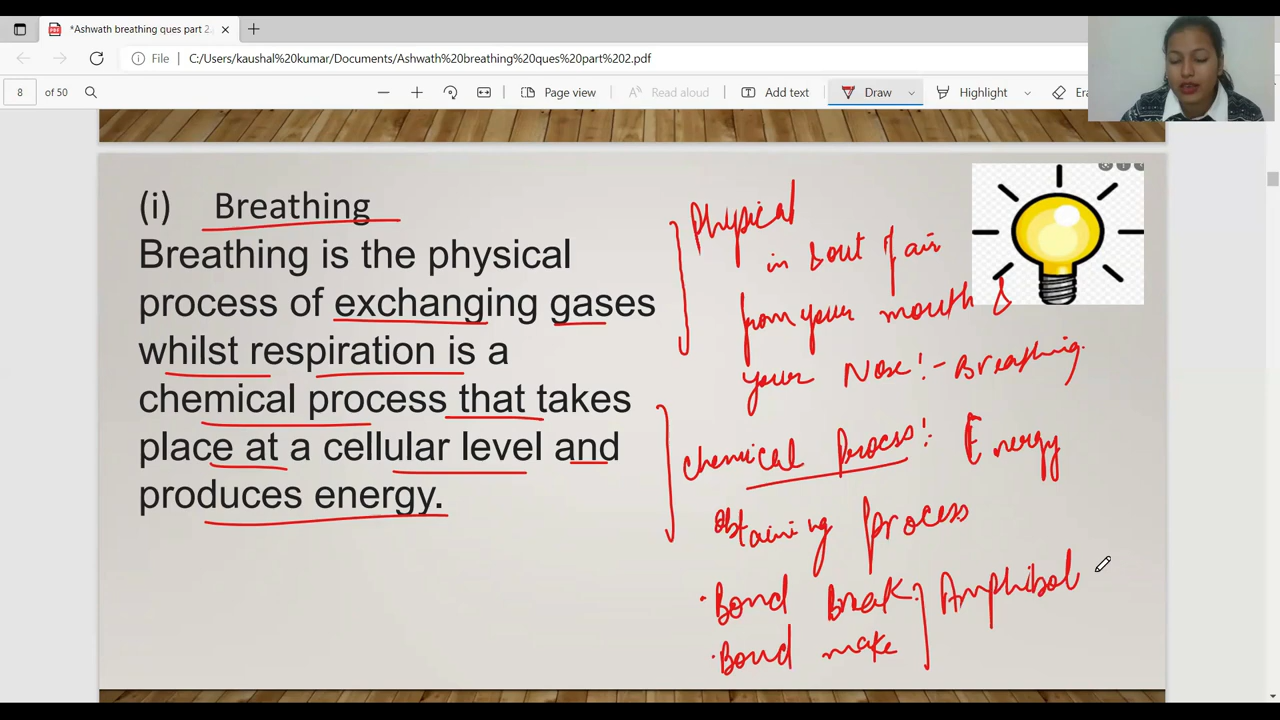 *Ashwath breathing ques part 2.
File C:/Users/kaushal%20kumar/Documents/Ashwath%20breathing%20ques%20part%202.pdf
8 of 50 Page view Read aloud Add text Draw Highlight Era
(i) Breathing
Breathing is the physical
process of exchanging gases
whilst respiration is a
chemical process that takes
place at a cellular level and
produces energy.
Physical
in & out of air
from your mouth &
your Nose! - Breathing.
Chemical Process: Energy
Obtaining Process
· Bond Break
· Bond make
Amphibol